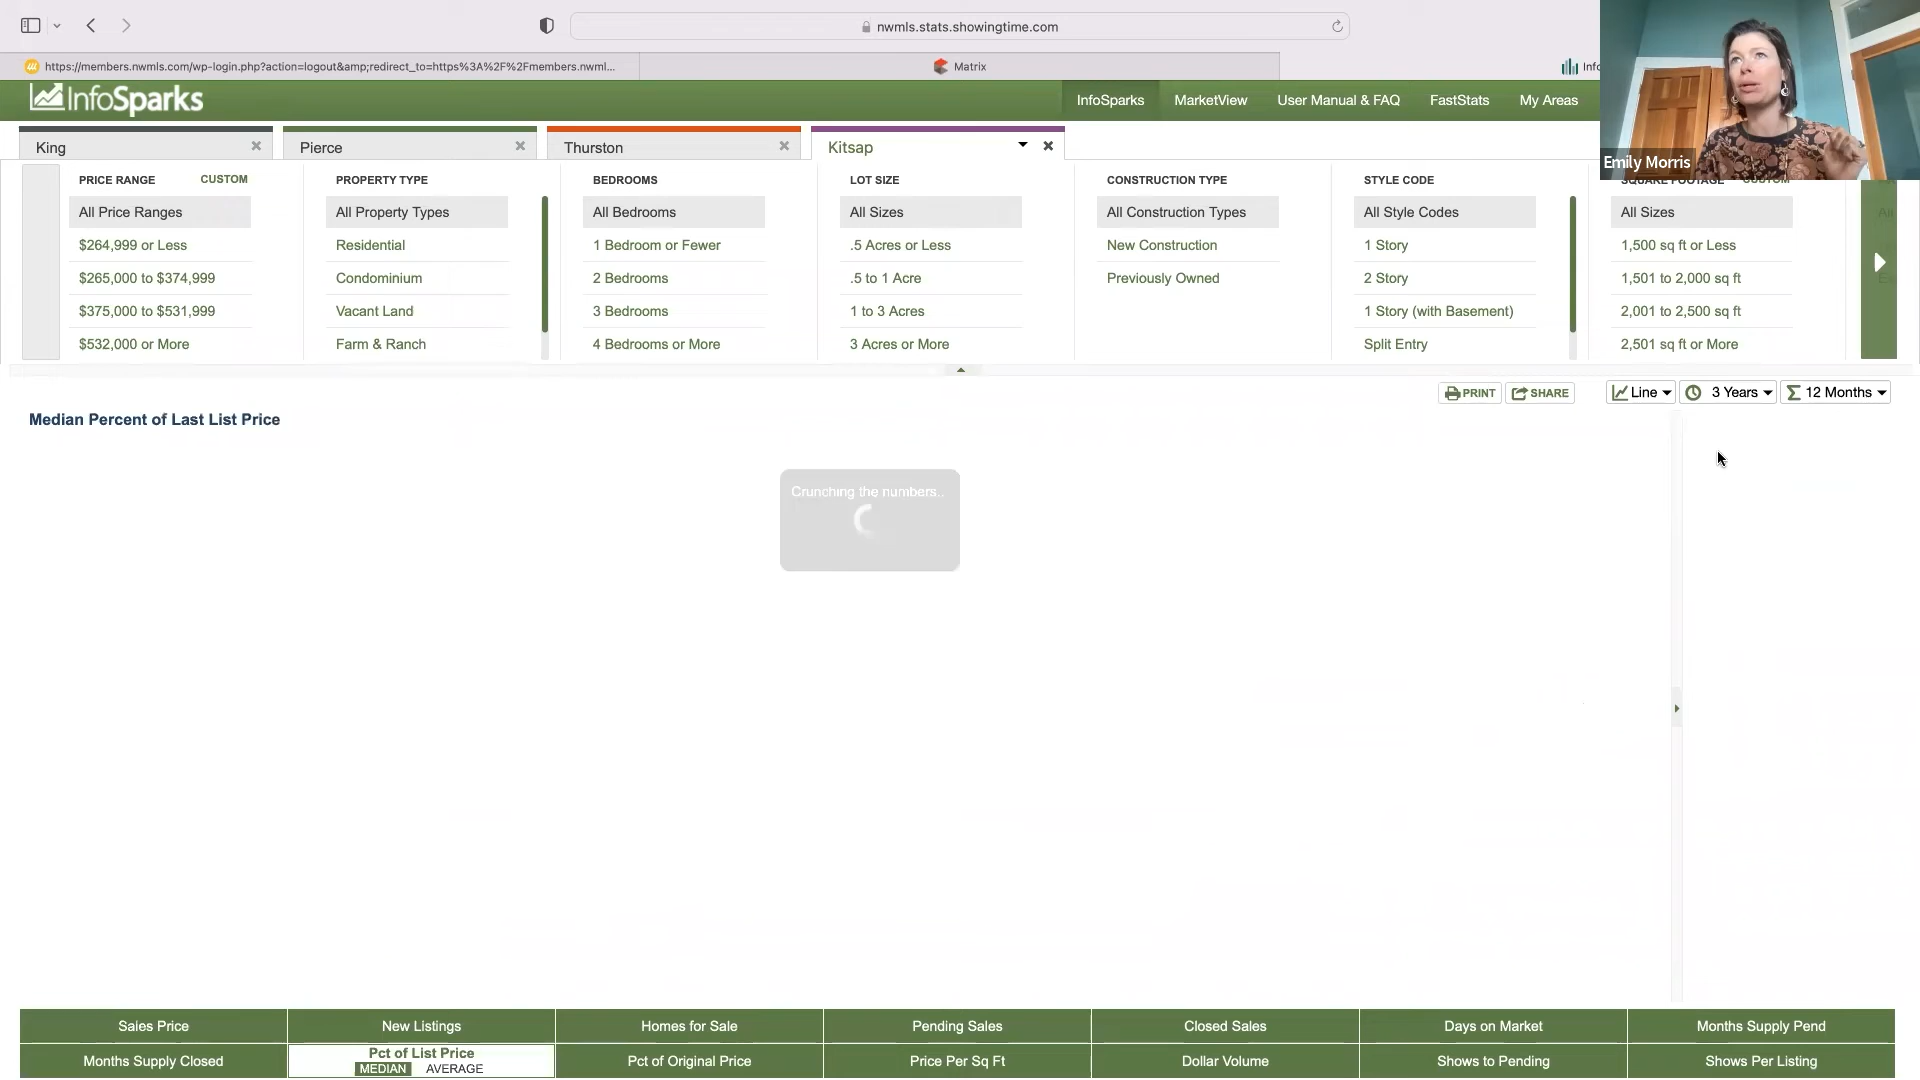 nwmls.stats.showingtime.com
https://members.nwmls.com/wp-login.php?action=logout&amp;redirect_to=https%3A%2F%2Fmembers.nwml...
Matrix
InfoSparks
InfoSparks
MarketView
User Manual & FAQ
FastStats
My Areas
Emily Morris
King
Pierce
Thurston
Kitsap
PRICE RANGE
CUSTOM
All Price Ranges
$264,999 or Less
$265,000 to $374,999
$375,000 to $531,999
$532,000 or More
PROPERTY TYPE
All Property Types
Residential
Condominium
Vacant Land
Farm & Ranch
BEDROOMS
All Bedrooms
1 Bedroom or Fewer
2 Bedrooms
3 Bedrooms
4 Bedrooms or More
LOT SIZE
All Sizes
.5 Acres or Less
.5 to 1 Acre
1 to 3 Acres
3 Acres or More
CONSTRUCTION TYPE
All Construction Types
New Construction
Previously Owned
STYLE CODE
All Style Codes
1 Story
2 Story
1 Story (with Basement)
Split Entry
SQUARE FOOTAGE
CUSTOM
All Sizes
1,500 sq ft or Less
1,501 to 2,000 sq ft
2,001 to 2,500 sq ft
2,501 sq ft or More
PRINT
SHARE
Line
3 Years
12 Months
Median Percent of Last List Price
Crunching the numbers..
Sales Price
New Listings
Homes for Sale
Pending Sales
Closed Sales
Days on Market
Months Supply Pend
Months Supply Closed
Pct of List Price
MEDIAN AVERAGE
Pct of Original Price
Price Per Sq Ft
Dollar Volume
Shows to Pending
Shows Per Listing